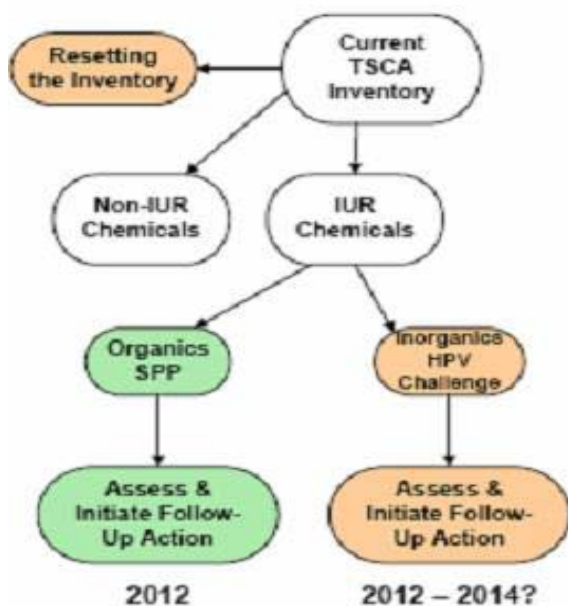 Current
TSCA
Inventory
Resetting
the Inventory
Non-IUR
Chemicals
IUR
Chemicals
Organics
SPP
Inorganics
HPV
Challenge
Assess &
Initiate Follow-
Up Action
Assess &
Initiate Follow-
Up Action
2012
2012 – 2014?